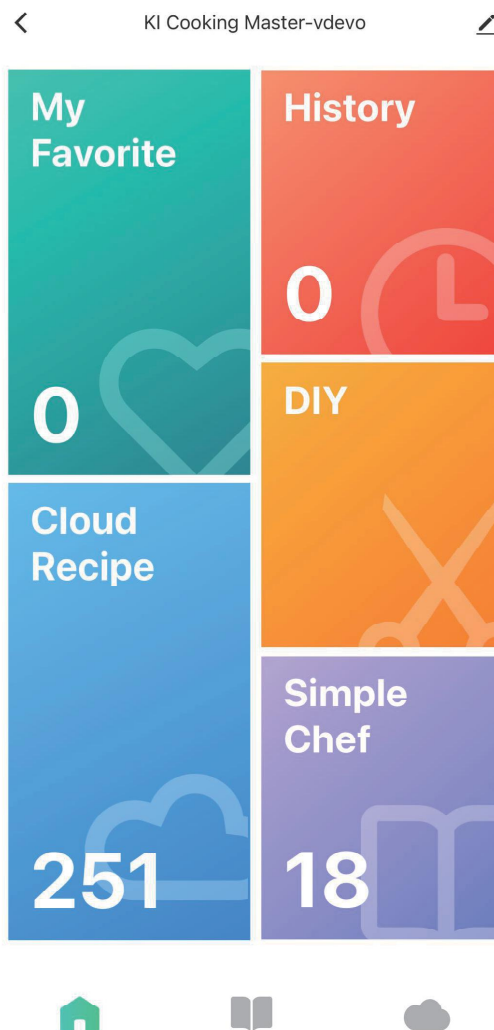 KI Cooking Master-vdevo
My
Favorite
0
History
0
DIY
Cloud
Recipe
251
Simple
Chef
18